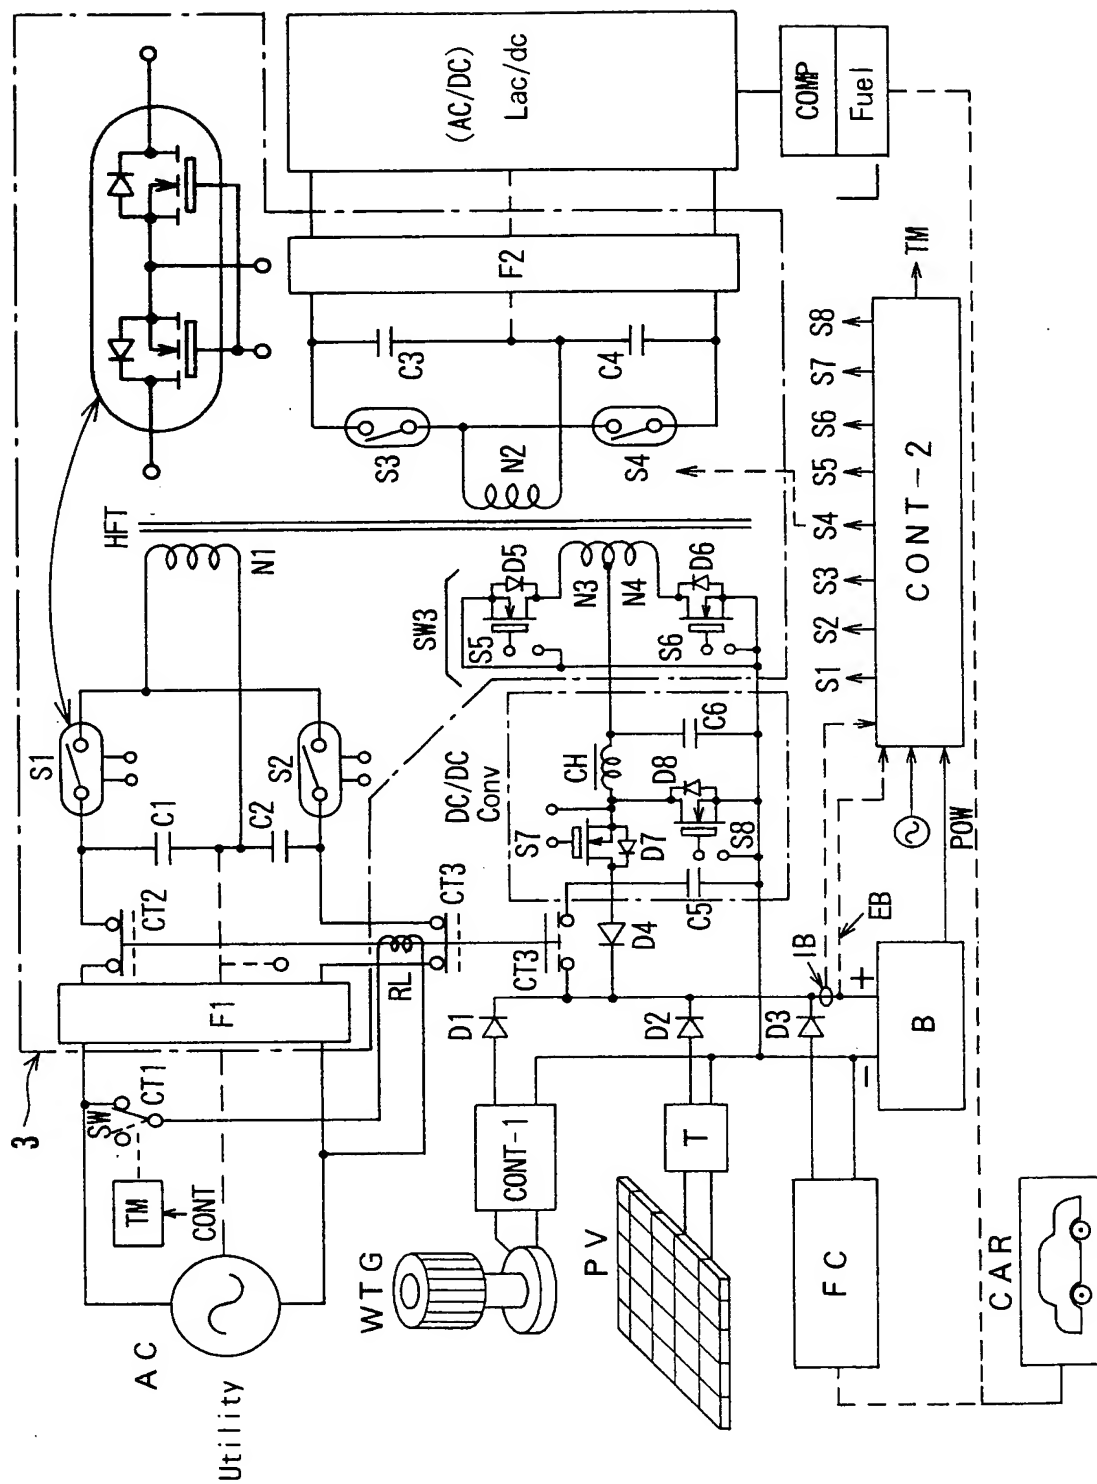 3
AC
Utility
TM
CONT
SW
CT1
F1
CT2
RL
CT3
C1
C2
S1
S2
N1
HFT
N2
S3
S4
C3
C4
F2
(AC/DC)
Lac/dc
COMP
Fuel
WTG
CONT-1
D1
PV
T
D2
FC
D3
CAR
CT3
D4
C5
DC/DC
Conv
S7
D7
CH
D8
S8
C6
SW3
S5
D5
N3
N4
S6
D6
IB
EB
+
−
B
POW
S1
S2
S3
S4
S5
S6
S7
S8
CONT-2
TM